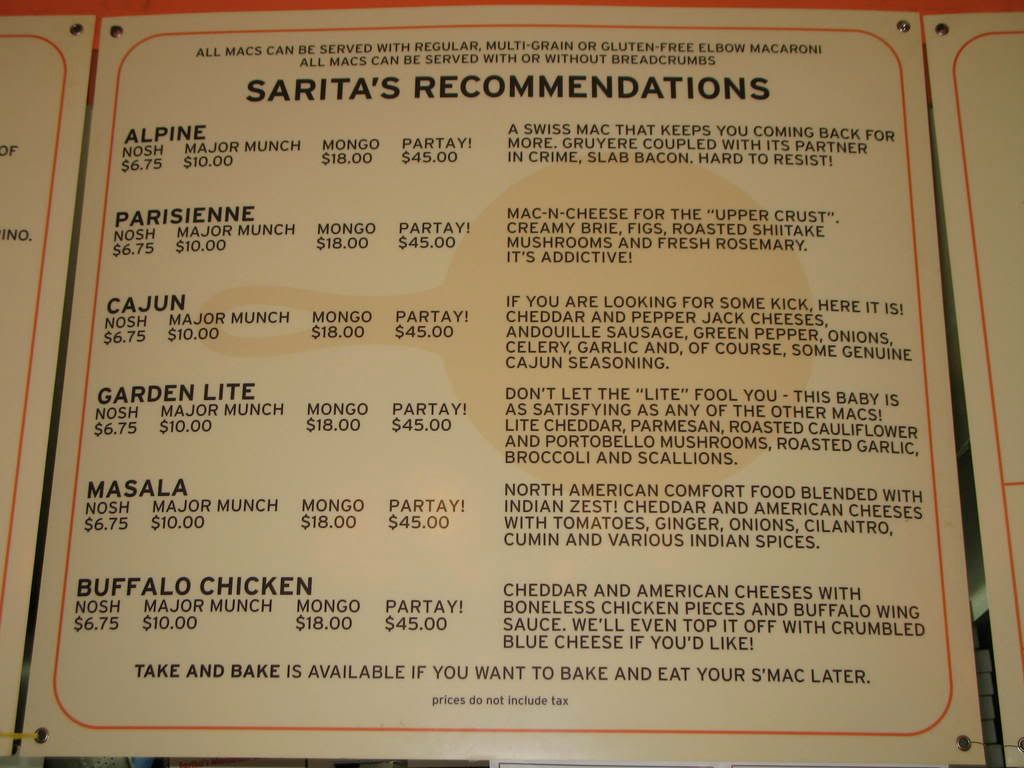 ALL MACS CAN BE SERVED WITH REGULAR, MULTI-GRAIN OR GLUTEN-FREE ELBOW MACARONI
ALL MACS CAN BE SERVED WITH OR WITHOUT BREADCRUMBS
SARITA'S RECOMMENDATIONS
ALPINE
NOSH MAJOR MUNCH MONGO PARTAY!
$6.75 $10.00 $18.00 $45.00
A SWISS MAC THAT KEEPS YOU COMING BACK FOR
MORE. GRUYERE COUPLED WITH ITS PARTNER
IN CRIME, SLAB BACON. HARD TO RESIST!
PARISIENNE
NOSH MAJOR MUNCH MONGO PARTAY!
$6.75 $10.00 $18.00 $45.00
MAC-N-CHEESE FOR THE "UPPER CRUST".
CREAMY BRIE, FIGS, ROASTED SHIITAKE
MUSHROOMS AND FRESH ROSEMARY.
IT'S ADDICTIVE!
CAJUN
NOSH MAJOR MUNCH MONGO PARTAY!
$6.75 $10.00 $18.00 $45.00
IF YOU ARE LOOKING FOR SOME KICK, HERE IT IS!
CHEDDAR AND PEPPER JACK CHEESES,
ANDOUILLE SAUSAGE, GREEN PEPPER, ONIONS,
CELERY, GARLIC AND, OF COURSE, SOME GENUINE
CAJUN SEASONING.
GARDEN LITE
NOSH MAJOR MUNCH MONGO PARTAY!
$6.75 $10.00 $18.00 $45.00
DON'T LET THE "LITE" FOOL YOU - THIS BABY IS
AS SATISFYING AS ANY OF THE OTHER MACS!
LITE CHEDDAR, PARMESAN, ROASTED CAULIFLOWER
AND PORTOBELLO MUSHROOMS, ROASTED GARLIC,
BROCCOLI AND SCALLIONS.
MASALA
NOSH MAJOR MUNCH MONGO PARTAY!
$6.75 $10.00 $18.00 $45.00
NORTH AMERICAN COMFORT FOOD BLENDED WITH
INDIAN ZEST! CHEDDAR AND AMERICAN CHEESES
WITH TOMATOES, GINGER, ONIONS, CILANTRO,
CUMIN AND VARIOUS INDIAN SPICES.
BUFFALO CHICKEN
NOSH MAJOR MUNCH MONGO PARTAY!
$6.75 $10.00 $18.00 $45.00
CHEDDAR AND AMERICAN CHEESES WITH
BONELESS CHICKEN PIECES AND BUFFALO WING
SAUCE. WE'LL EVEN TOP IT OFF WITH CRUMBLED
BLUE CHEESE IF YOU'D LIKE!
TAKE AND BAKE IS AVAILABLE IF YOU WANT TO BAKE AND EAT YOUR S'MAC LATER.
prices do not include tax